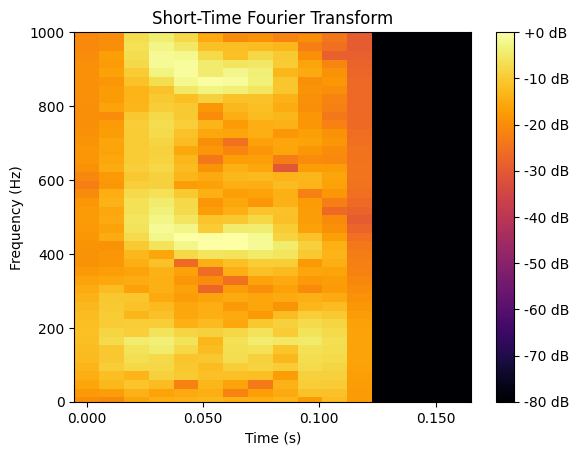 Short-Time Fourier Transform
1000
800
600
400
200
0
Frequency (Hz)
0.000
0.050
0.100
0.150
Time (s)
+0 dB
-10 dB
-20 dB
-30 dB
-40 dB
-50 dB
-60 dB
-70 dB
-80 dB